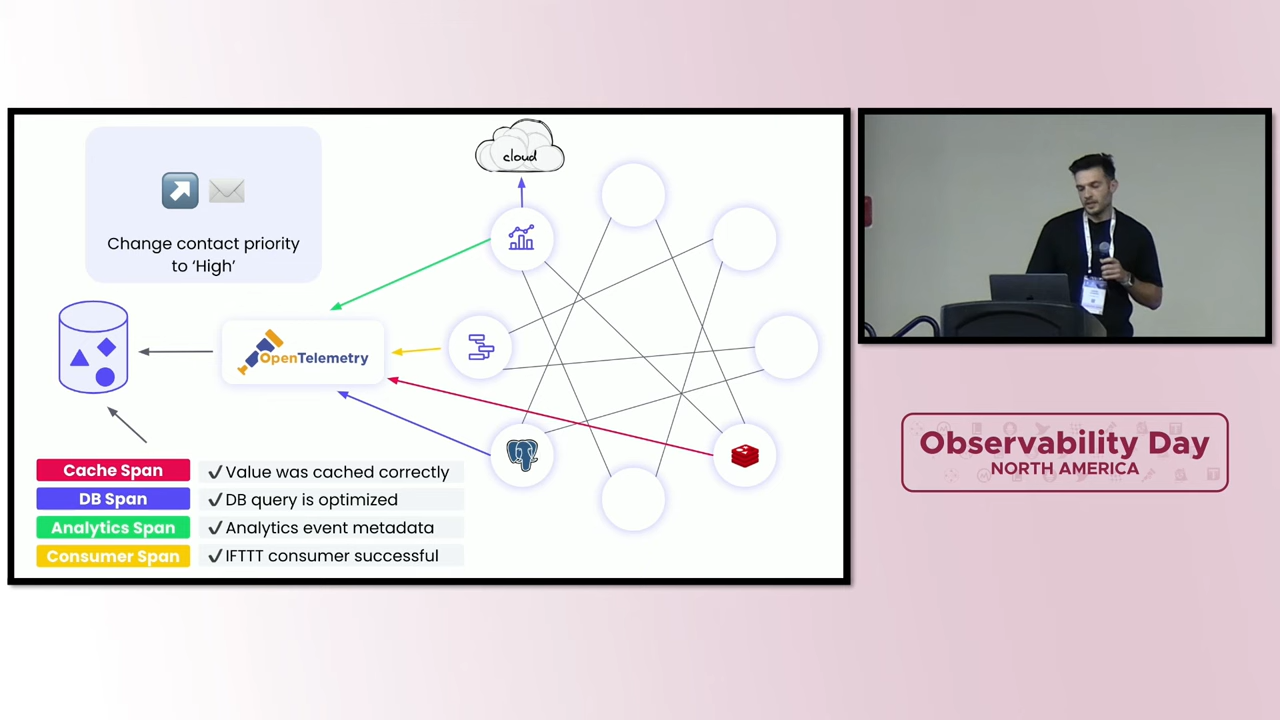 cloud
Change contact priority
to ‘High’
OpenTelemetry
Cache Span
✓ Value was cached correctly
DB Span
✓ DB query is optimized
Analytics Span
✓ Analytics event metadata
Consumer Span
✓ IFTTT consumer successful
Observability Day
NORTH AMERICA